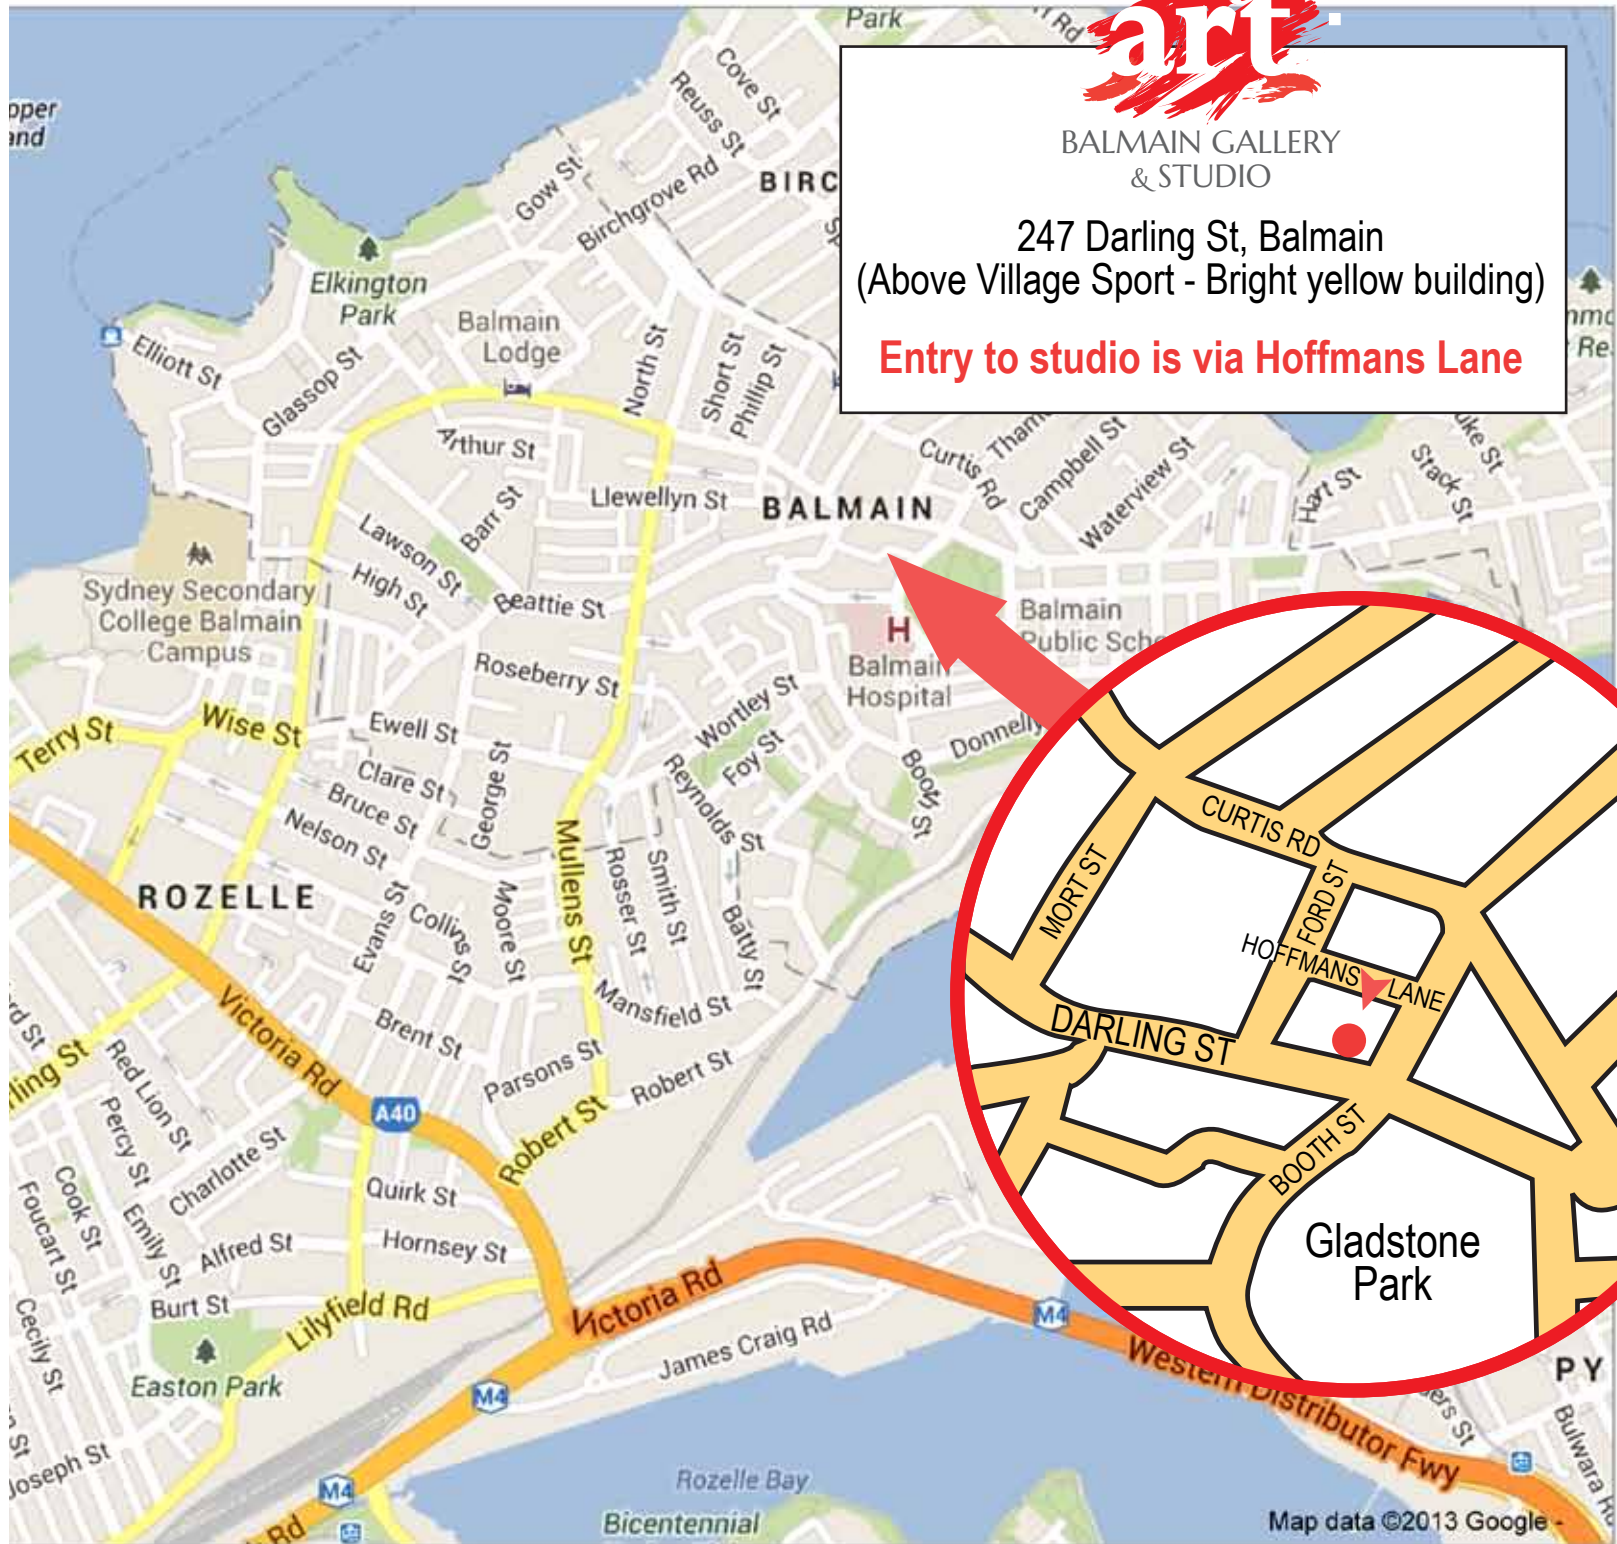 art.
BALMAIN GALLERY
& STUDIO
247 Darling St, Balmain
(Above Village Sport - Bright yellow building)
Entry to studio is via Hoffmans Lane
Park
Rd
Cove St
Reuss St
Gow St
Birchgrove Rd
BIRC
Elkington
Park
Balmain
Lodge
Elliott St
Glassop St
North St
Short St
Phillip St
Arthur St
Curtis Rd
Campbell St
Waterview St
Hart St
Stack St
Llewellyn St
BALMAIN
Barr St
Lawson St
High St
Beattie St
Sydney Secondary
College Balmain
Campus
H
Balmain
Hospital
Balmain
Public Sch
Roseberry St
Wortley St
Foy St
Donnelly
Booth St
Terry St
Wise St
Ewell St
Clare St
Bruce St
Nelson St
George St
Reynolds St
Mullens St
Rosser St
Smith St
Batty St
ROZELLE
Evans St
Collins St
Moore St
Mansfield St
Victoria Rd
Brent St
Parsons St
Robert St
Robert St
A40
Red Lion St
Percy St
Charlotte St
Cook St
Foucart St
Emily St
Quirk St
Alfred St
Hornsey St
Burt St
Cecily St
Lilyfield Rd
Easton Park
Joseph St
Victoria Rd
James Craig Rd
M4
M4
M4
Western Distributor Fwy
Rd
Rozelle Bay
Bicentennial
PY
Bulwara Rd
CURTIS RD
MORT ST
FORD ST
HOFFMANS LANE
DARLING ST
BOOTH ST
Gladstone
Park
Map data ©2013 Google -